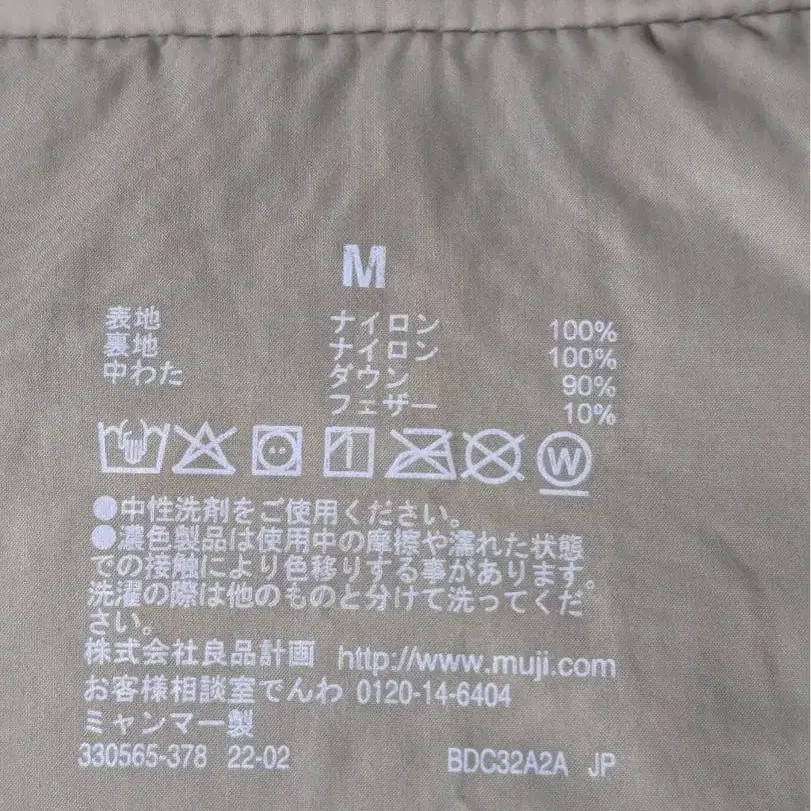 M
表地 ナイロン 100%
裏地 ナイロン 100%
中わた ダウン 90%
フェザー 10%
W
●中性洗剤をご使用ください。
●濃色製品は使用中の摩擦や濡れた状態
での接触により色移りする事があります。
洗濯の際は他のものと分けて洗ってくだ
さい。
株式会社良品計画 http://www.muji.com
お客様相談室でんわ 0120-14-6404
ミャンマー製
330565-378 22-02 BDC32A2A JP